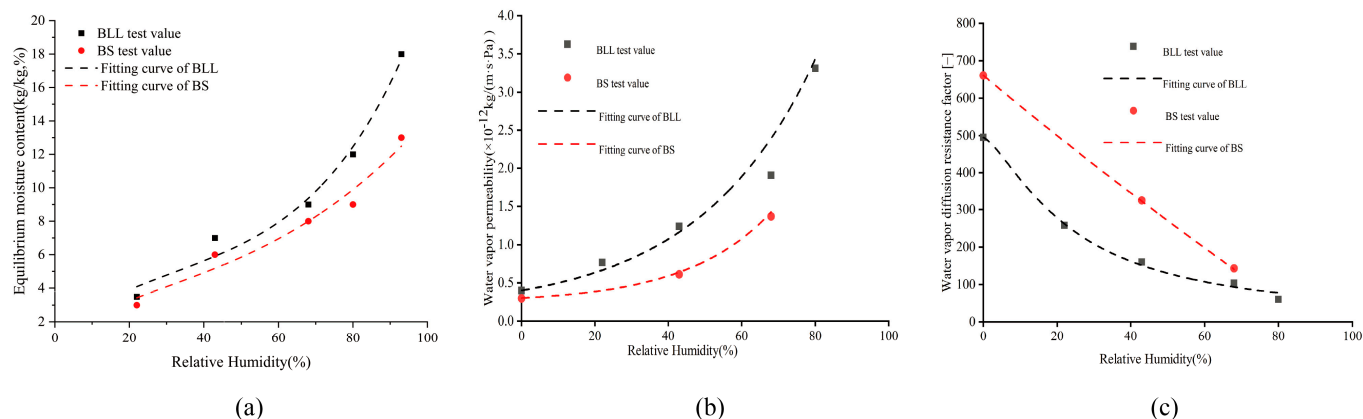 (a)
20
18
16
14
12
10
8
6
4
2
Equilibrium moisture content(kg/kg,%)
BLL test value
BS test value
Fitting curve of BLL
Fitting curve of BS
0 20 40 60 80 100
Relative Humidity(%)
(a)
(b)
4.0
3.5
3.0
2.5
2.0
1.5
1.0
0.5
0.0
Water vapor permeability(×10⁻¹²kg/(m·s·Pa) )
BLL test value
BS test value
Fitting curve of BLL
Fitting curve of BS
0 20 40 60 80 100
Relative Humidity(%)
(b)
(c)
800
700
600
500
400
300
200
100
0
Water vapor diffusion resistance factor [−]
BLL test value
Fitting curve of BLL
BS test value
Fitting curve of BS
0 20 40 60 80 100
Relative Humidity(%)
(c)